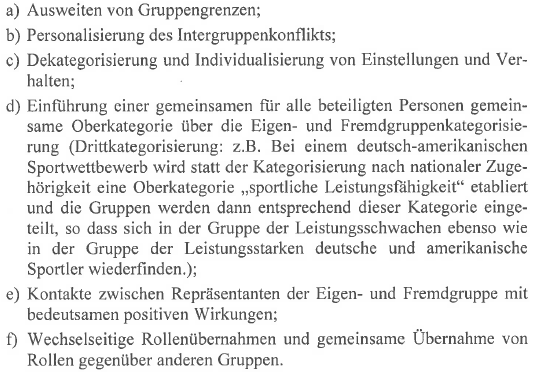 a) Ausweiten von Gruppengrenzen;
b) Personalisierung des Intergruppenkonflikts;
c) Dekategorisierung und Individualisierung von Einstellungen und Ver-
halten;
d) Einführung einer gemeinsamen für alle beteiligten Personen gemein-
same Oberkategorie über die Eigen- und Fremdgruppenkategorisie-
rung (Drittkategorisierung: z.B. Bei einem deutsch-amerikanischen
Sportwettbewerb wird statt der Kategorisierung nach nationaler Zuge-
hörigkeit eine Oberkategorie „sportliche Leistungsfähigkeit“ etabliert
und die Gruppen werden dann entsprechend dieser Kategorie einge-
teilt, so dass sich in der Gruppe der Leistungsschwachen ebenso wie
in der Gruppe der Leistungsstarken deutsche und amerikanische
Sportler wiederfinden.);
e) Kontakte zwischen Repräsentanten der Eigen- und Fremdgruppe mit
bedeutsamen positiven Wirkungen;
f) Wechselseitige Rollenübernahmen und gemeinsame Übernahme von
Rollen gegenüber anderen Gruppen.